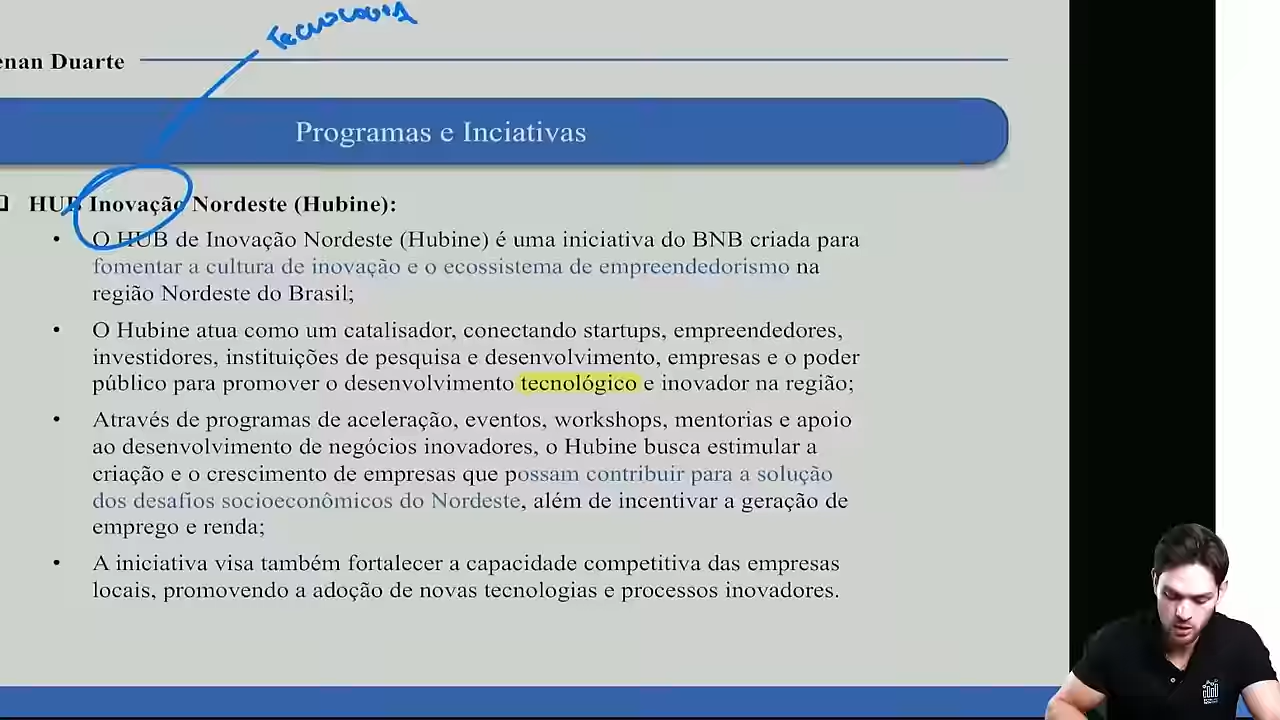 Tecnologia
enan Duarte
Programas e Inciativas
HUB Inovação Nordeste (Hubine):
• O HUB de Inovação Nordeste (Hubine) é uma iniciativa do BNB criada para
fomentar a cultura de inovação e o ecossistema de empreendedorismo na
região Nordeste do Brasil;
• O Hubine atua como um catalisador, conectando startups, empreendedores,
investidores, instituições de pesquisa e desenvolvimento, empresas e o poder
público para promover o desenvolvimento tecnológico e inovador na região;
• Através de programas de aceleração, eventos, workshops, mentorias e apoio
ao desenvolvimento de negócios inovadores, o Hubine busca estimular a
criação e o crescimento de empresas que possam contribuir para a solução
dos desafios socioeconômicos do Nordeste, além de incentivar a geração de
emprego e renda;
• A iniciativa visa também fortalecer a capacidade competitiva das empresas
locais, promovendo a adoção de novas tecnologias e processos inovadores.